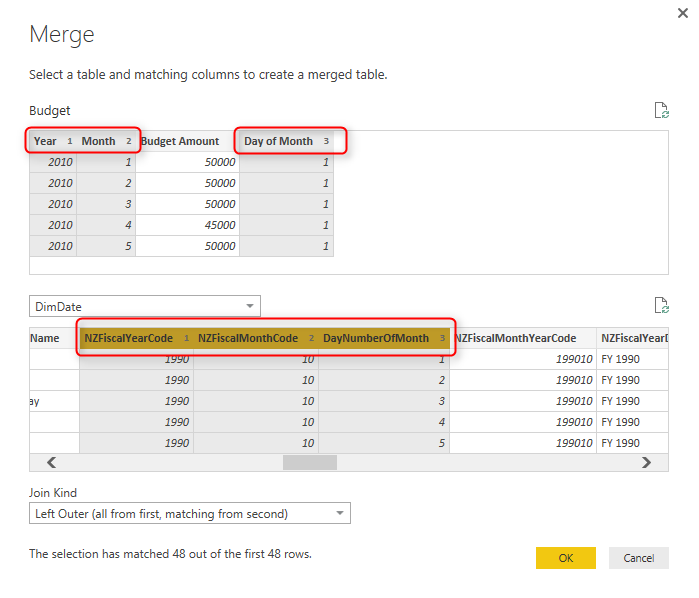 Merge
Select a table and matching columns to create a merged table.
Budget
Year 1 Month 2 Budget Amount Day of Month 3
2010 1 50000 1
2010 2 50000 1
2010 3 50000 1
2010 4 45000 1
2010 5 50000 1
DimDate
Name NZFiscalYearCode 1 NZFiscalMonthCode 2 DayNumberOfMonth 3 NZFiscalMonthYearCode NZFiscalYearD
1990 10 1 199010 FY 1990
1990 10 2 199010 FY 1990
ay 1990 10 3 199010 FY 1990
1990 10 4 199010 FY 1990
1990 10 5 199010 FY 1990
Join Kind
Left Outer (all from first, matching from second)
The selection has matched 48 out of the first 48 rows.
OK Cancel